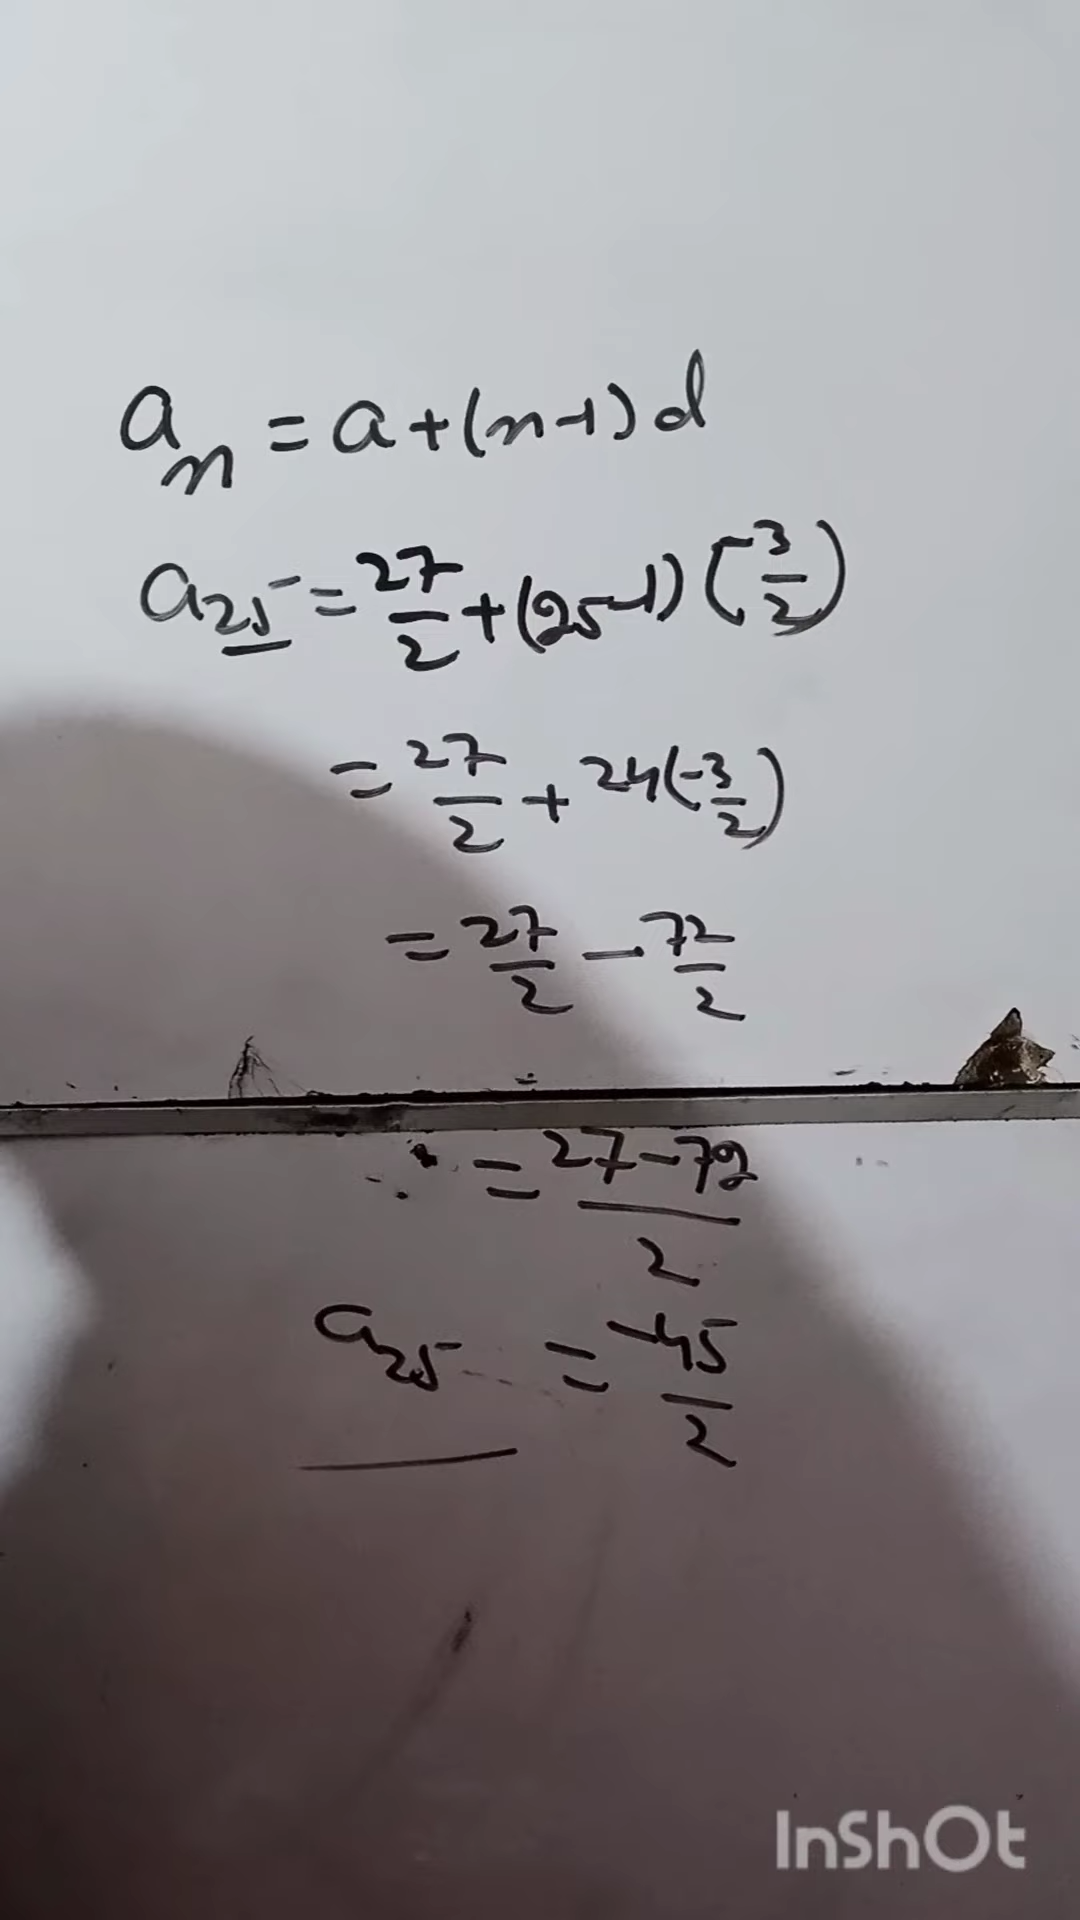 aₙ = a + (n-1) d
a₂₅ = 27/2 + (25-1) (-3/2)
= 27/2 + 24(-3/2)
= 27/2 - 72/2
= 27-72/2
a₂₅ = -45/2
InShOt